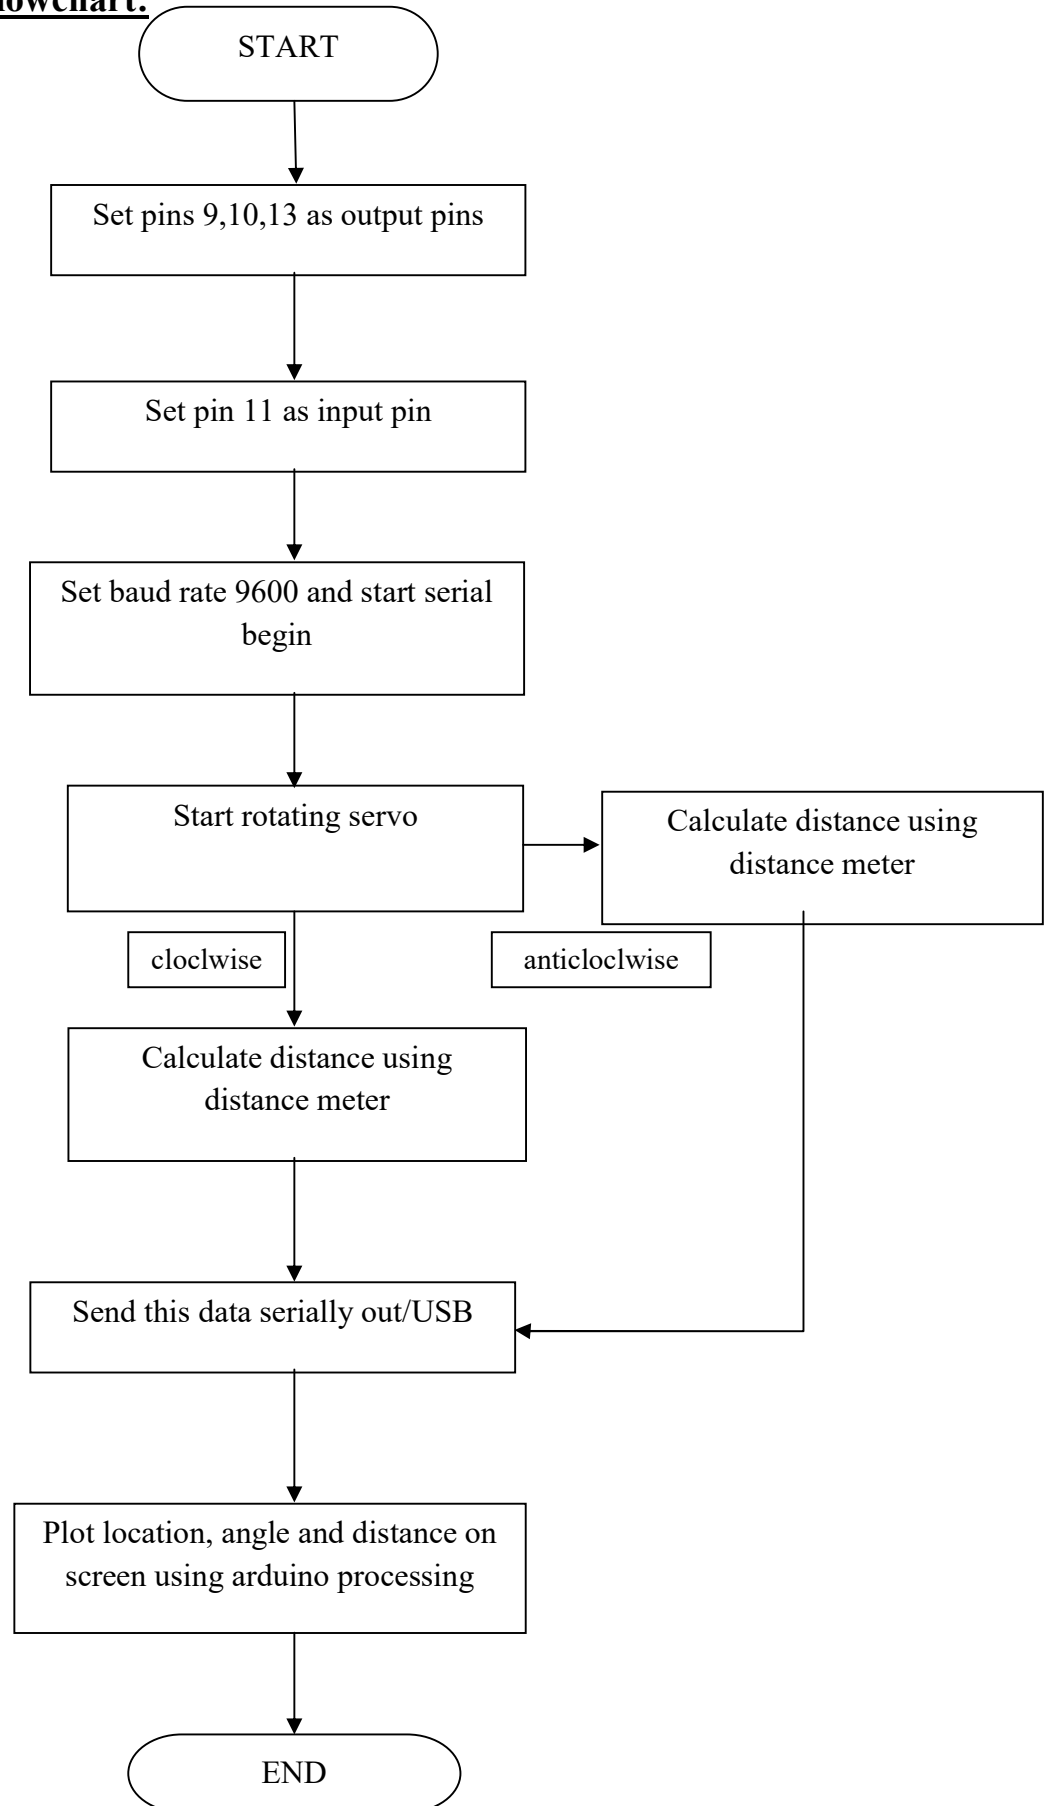 lowchart:
START
Set pins 9,10,13 as output pins
Set pin 11 as input pin
Set baud rate 9600 and start serial
begin
Start rotating servo
Calculate distance using
distance meter
cloclwise
anticloclwise
Calculate distance using
distance meter
Send this data serially out/USB
Plot location, angle and distance on
screen using arduino processing
END